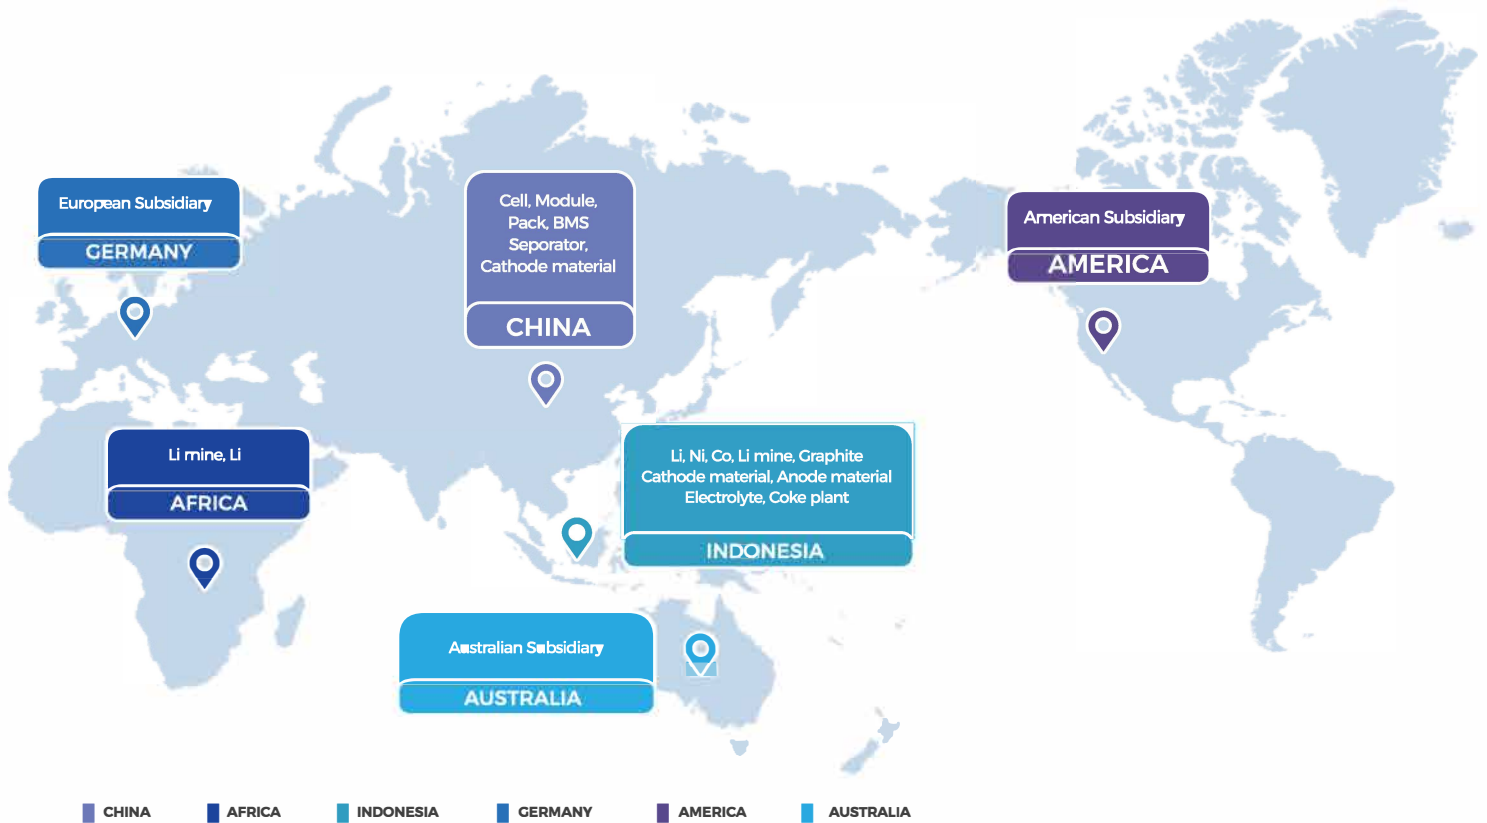 European Subsidiary
GERMANY
Cell, Module,
Pack, BMS
Seporator,
Cathode material
CHINA
American Subsidiary
AMERICA
Li mine, Li
AFRICA
Li, Ni, Co, Li mine, Graphite
Cathode material, Anode material
Electrolyte, Coke plant
INDONESIA
Australian Subsidiary
AUSTRALIA
CHINA
AFRICA
INDONESIA
GERMANY
AMERICA
AUSTRALIA